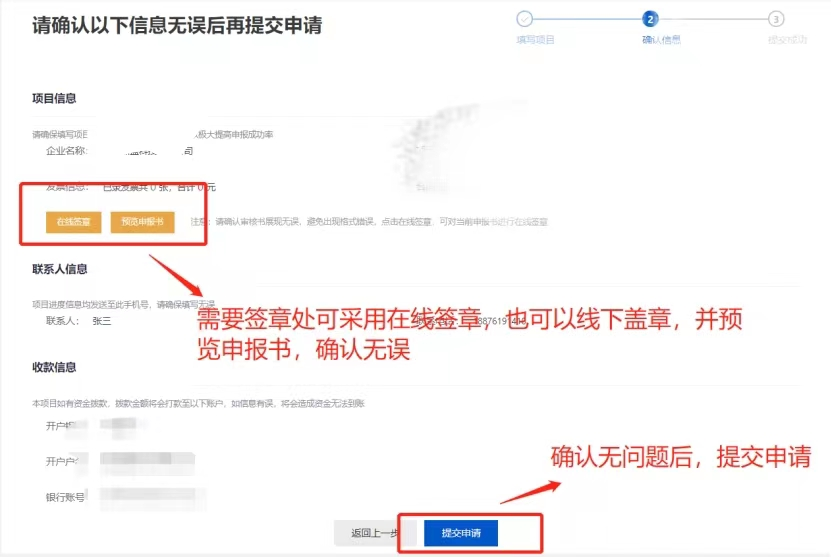 请确认以下信息无误后再提交申请
2
3
填写项目
确认信息
提交成功
项目信息
请确保填写项目
极大提高申报成功率
企业名称:
司
发票信息: 已录发票共 0 张, 合计 0 元
在线签章 预览申报书 注意: 请确认审核书展现无误, 避免出现格式错误, 点击在线签章, 可对当前申报书进行在线签章
联系人信息
项目进度信息均发送至此手机号, 请确保填写无误
联系人: 张三
需要签章处可采用在线签章, 也可以线下盖章, 并预
览申报书, 确认无误
收款信息
本项目如有资金拨款, 拨款金额将会打款至以下账户, 如信息有误, 将会造成资金无法到账
开户
开户
银行账号
确认无问题后, 提交申请
返回上一步 提交申请